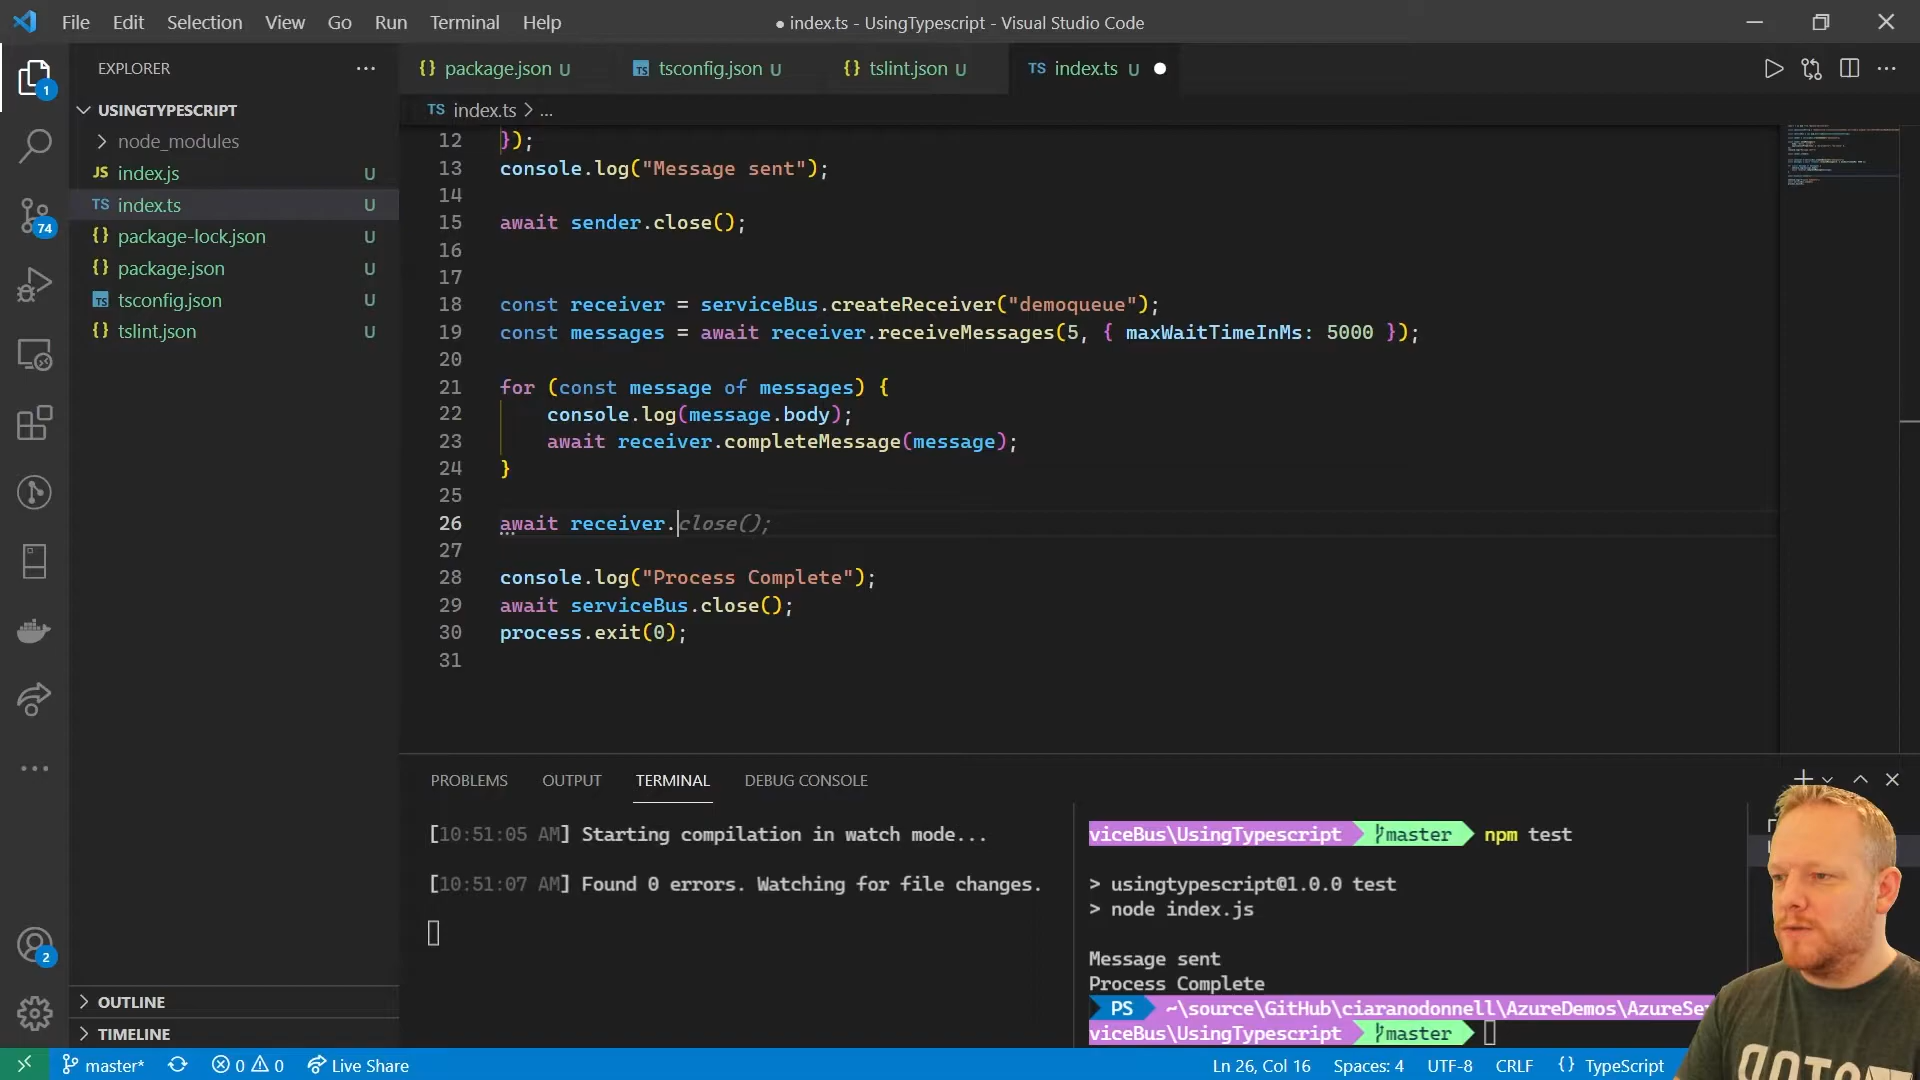 File Edit Selection View Go Run Terminal Help
● index.ts - UsingTypescript - Visual Studio Code
EXPLORER
USINGTYPESCRIPT
node_modules
JS index.js U
TS index.ts U
{} package-lock.json U
{} package.json U
TS tsconfig.json U
{} tslint.json U
1
74
2
OUTLINE
TIMELINE
{} package.json U
TS tsconfig.json U
{} tslint.json U
TS index.ts U
TS index.ts > ...
12 });
13 console.log("Message sent");
14
15 await sender.close();
16
17
18 const receiver = serviceBus.createReceiver("demoqueue");
19 const messages = await receiver.receiveMessages(5, { maxWaitTimeInMs: 5000 });
20
21 for (const message of messages) {
22 console.log(message.body);
23 await receiver.completeMessage(message);
24 }
25
26 await receiver.close();
27
28 console.log("Process Complete");
29 await serviceBus.close();
30 process.exit(0);
31
PROBLEMS OUTPUT TERMINAL DEBUG CONSOLE
[10:51:05 AM] Starting compilation in watch mode...
[10:51:07 AM] Found 0 errors. Watching for file changes.
viceBus\UsingTypescript master npm test
> usingtypescript@1.0.0 test
> node index.js
Message sent
Process Complete
PS ~\source\GitHub\ciaranodonnell\AzureDemos\AzureSer
viceBus\UsingTypescript master
master* 0 0 Live Share
Ln 26, Col 16 Spaces: 4 UTF-8 CRLF {} TypeScript